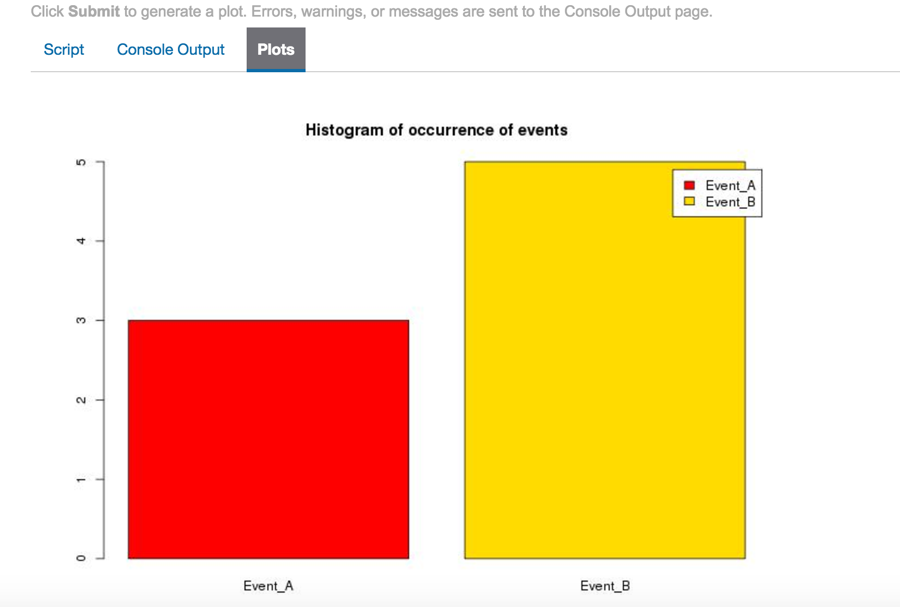 Click Submit to generate a plot. Errors, warnings, or messages are sent to the Console Output page.
Script Console Output Plots
Histogram of occurrence of events
5
Event_A
Event_B
4
3
2
1
0
Event_A Event_B